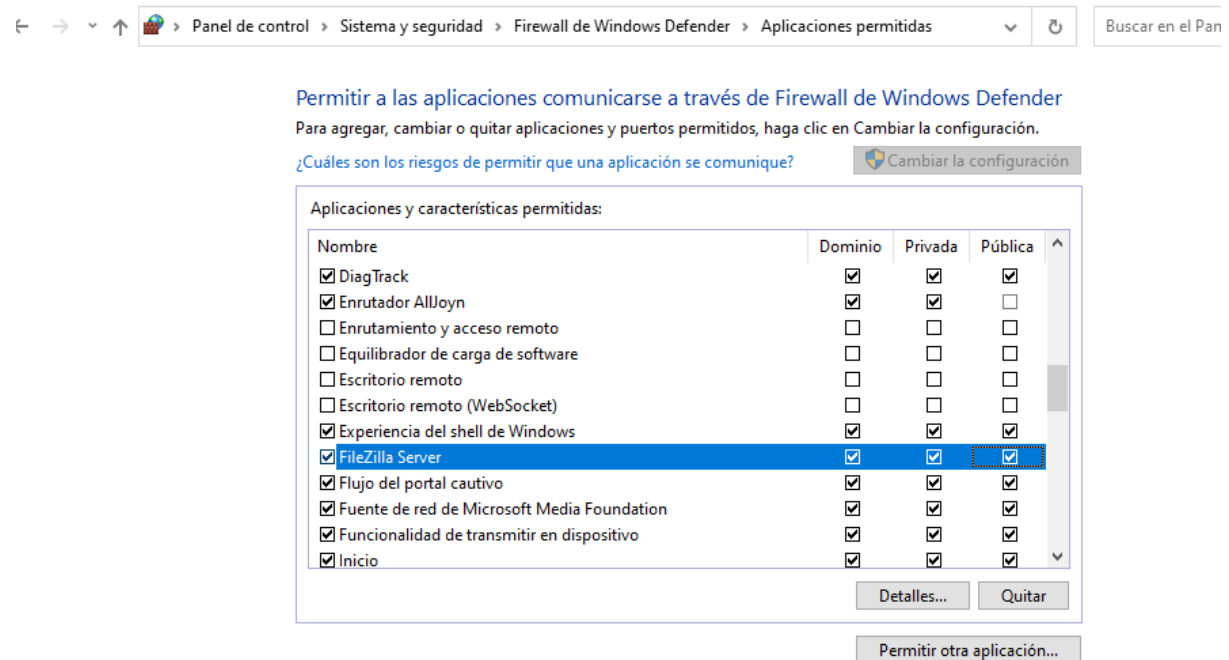 Panel de control > Sistema y seguridad > Firewall de Windows Defender > Aplicaciones permitidas
Buscar en el Pan
Permitir a las aplicaciones comunicarse a través de Firewall de Windows Defender
Para agregar, cambiar o quitar aplicaciones y puertos permitidos, haga clic en Cambiar la configuración.
¿Cuáles son los riesgos de permitir que una aplicación se comunique?
Cambiar la configuración
Aplicaciones y características permitidas:
Nombre Dominio Privada Pública
DiagTrack
Enrutador AllJoyn
Enrutamiento y acceso remoto
Equilibrador de carga de software
Escritorio remoto
Escritorio remoto (WebSocket)
Experiencia del shell de Windows
FileZilla Server
Flujo del portal cautivo
Fuente de red de Microsoft Media Foundation
Funcionalidad de transmitir en dispositivo
Inicio
Detalles... Quitar
Permitir otra aplicación...